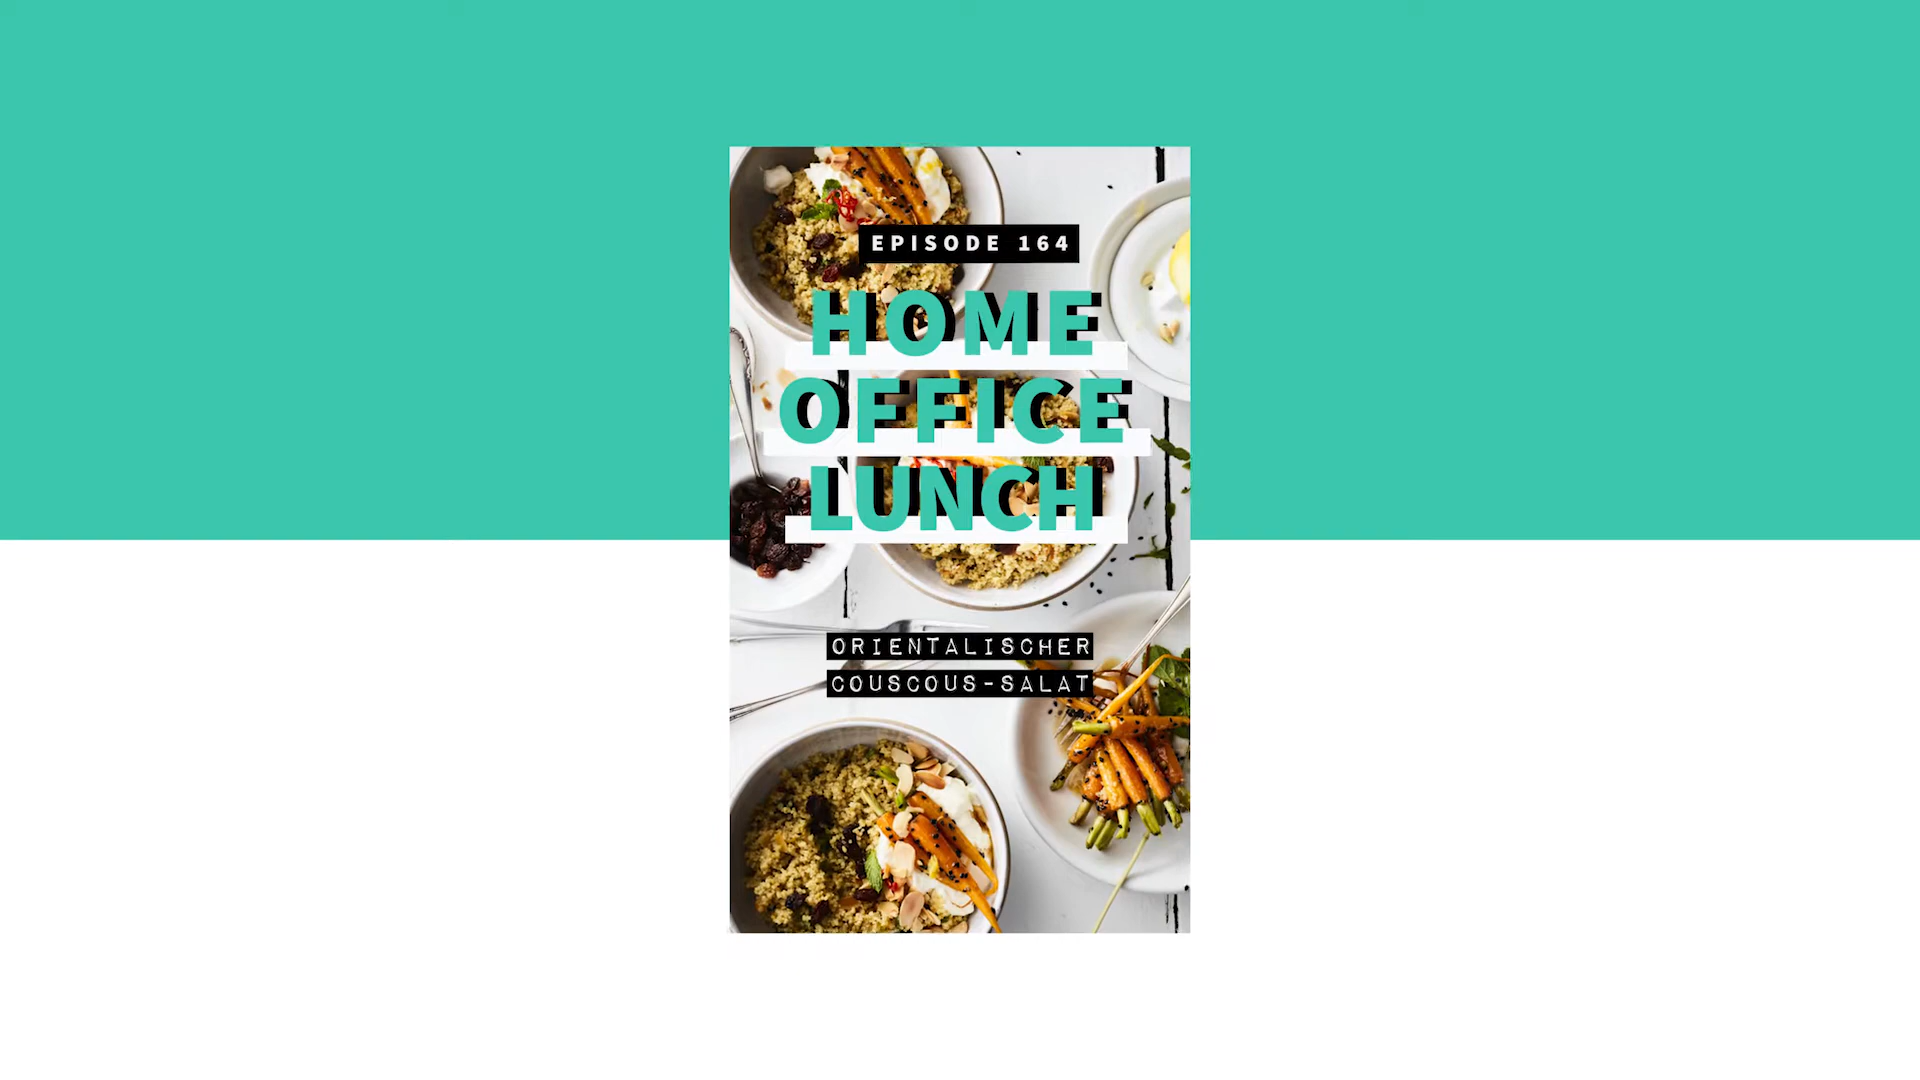 EPISODE 164
HOME
OFFICE
LUNCH
ORIENTALISCHER
COUSCOUS-SALAT